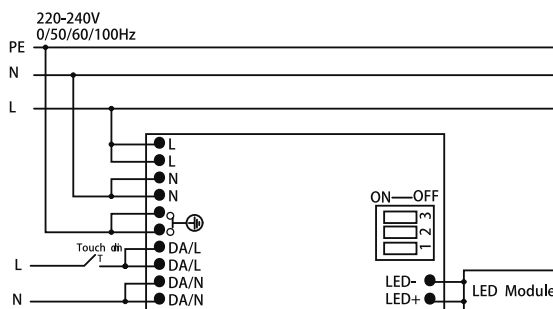 220-240V
0/50/60/100Hz
PE
N
L
L
L
N
N
ON—OFF
3
2
1
Touch dim
T
DA/L
L
DA/L
DA/N
N
DA/N
LED-
LED+
LED Module